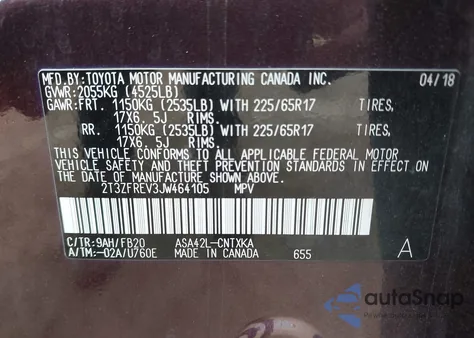 MFD.BY:TOYOTA MOTOR MANUFACTURING CANADA INC. 04/18
GVWR:2055KG (4525LB)
GAWR:FRT. 1150KG (2535LB) WITH 225/65R17 TIRES,
17X6. 5J RIMS.
RR. 1150KG (2535LB) WITH 225/65R17 TIRES,
17X6. 5J RIMS.
THIS VEHICLE CONFORMS TO ALL APPLICABLE FEDERAL MOTOR
VEHICLE SAFETY AND THEFT PREVENTION STANDARDS IN
EFFECT ON THE DATE OF MANUFACTURE SHOWN ABOVE.
2T3ZFREV3JW464105 MPV
C/TR:9AH/FB20 ASA42L-CNTXKA
A/TM:-02A/U760E MADE IN CANADA 655 A
autoSnap